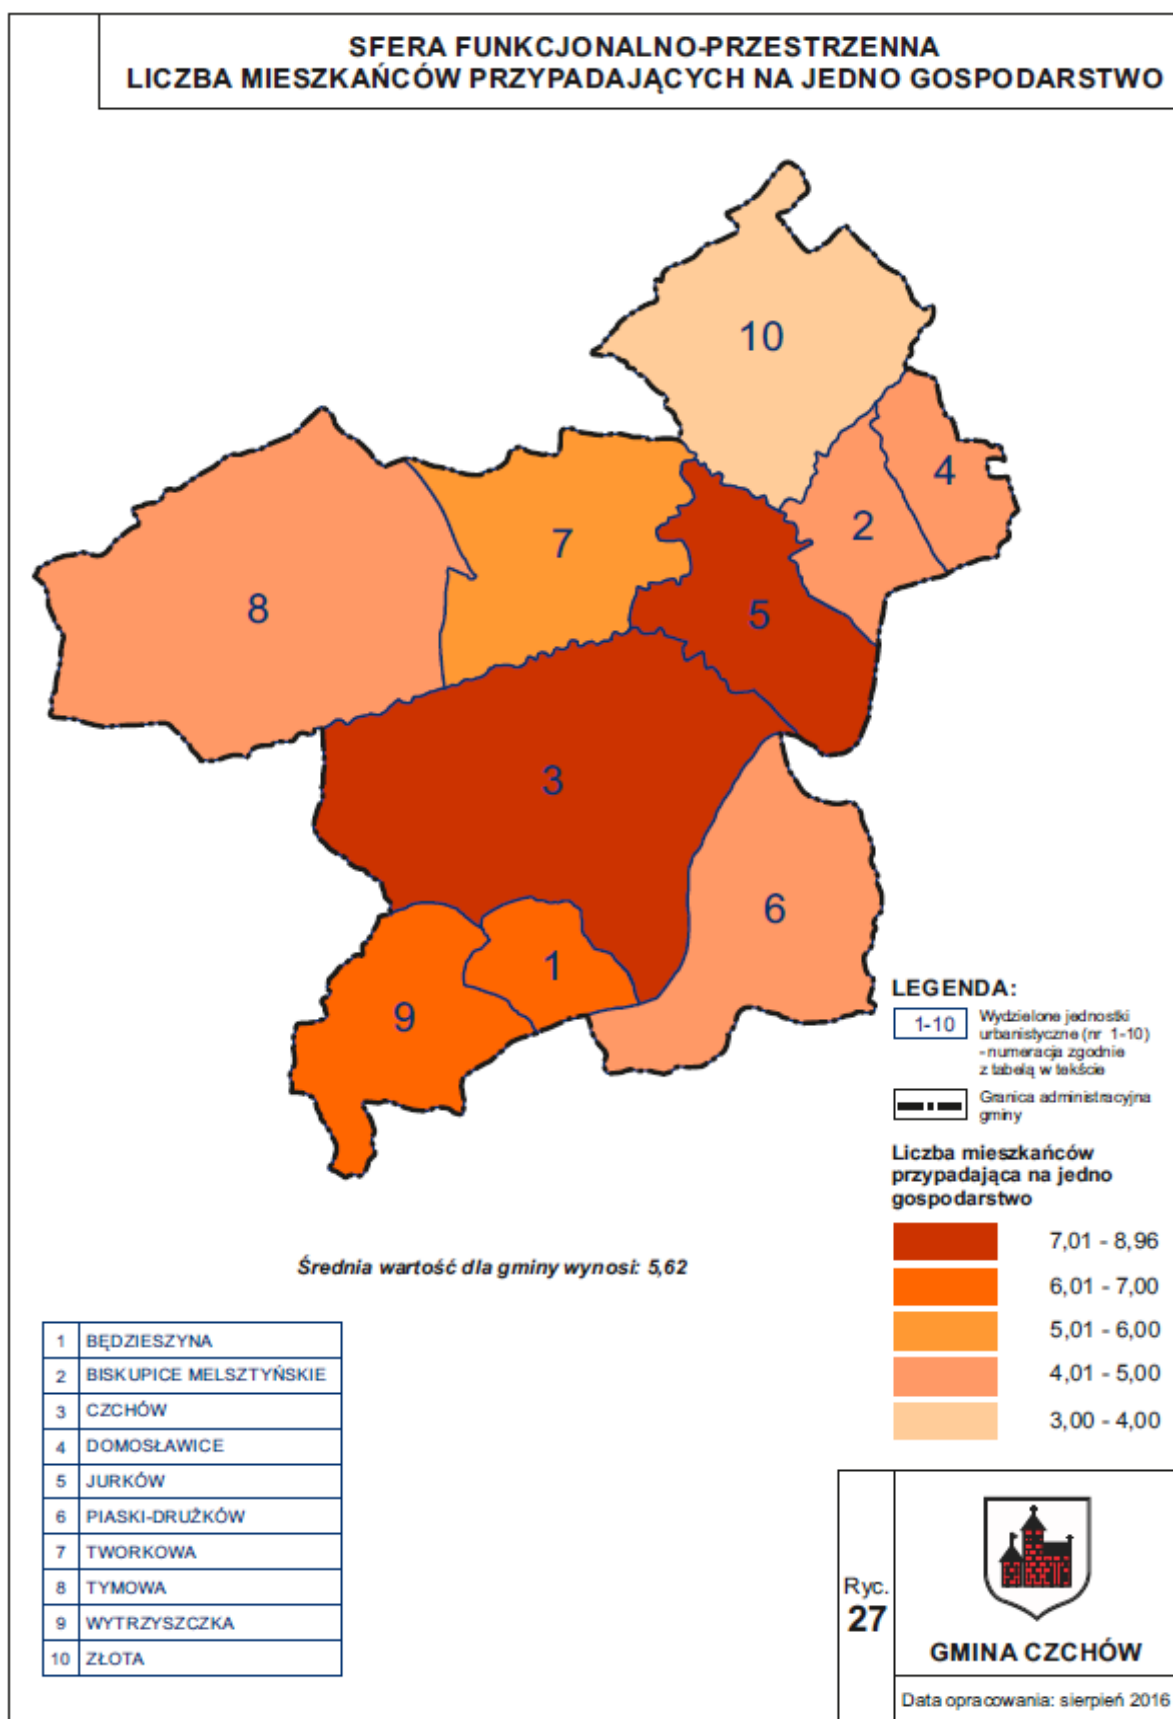 SFERA FUNKCJONALNO-PRZESTRZENNA
LICZBA MIESZKAŃCÓW PRZYPADAJĄCYCH NA JEDNO GOSPODARSTWO
10
4
2
7
8
5
3
6
1
9
LEGENDA:
1-10
Wydzielone jednostki
urbanistyczne (nr 1-10)
- numeracja zgodnie
z tabelą w tekście
Granica administracyjna
gminy
Liczba mieszkańców
przypadająca na jedno
gospodarstwo
7,01 - 8,96
6,01 - 7,00
5,01 - 6,00
4,01 - 5,00
3,00 - 4,00
Średnia wartość dla gminy wynosi: 5,62
1 BĘDZIESZYNA
2 BISKUPICE MELSZTYŃSKIE
3 CZCHÓW
4 DOMOSŁAWICE
5 JURKÓW
6 PIASKI-DRUŻKÓW
7 TWORKOWA
8 TYMOWA
9 WYTRZYSZCZKA
10 ZŁOTA
Ryc.
27
GMINA CZCHÓW
Data opracowania: sierpień 2016